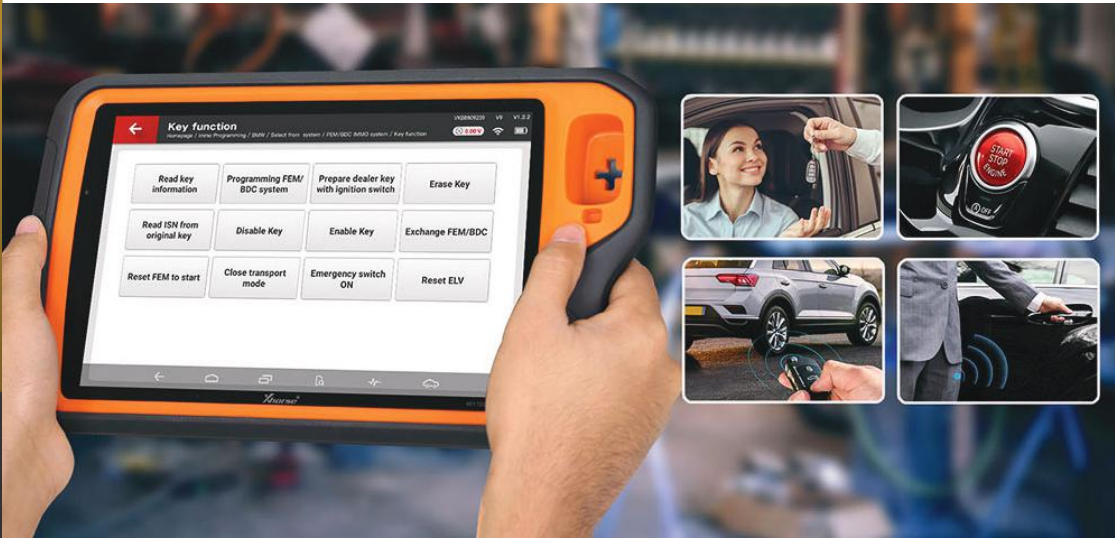 Key function
Homepage / Immo Programming / BMW / Select from system / FEM/BDC IMMO system / Key function
V9 V1.2.2
0.00 V
Read key
information
Programming FEM/
BDC system
Prepare dealer key
with ignition switch
Erase Key
Read ISN from
original key
Disable Key
Enable Key
Exchange FEM/BDC
Reset FEM to start
Close transport
mode
Emergency switch
ON
Reset ELV
Xhorse
START
STOP
ENGINE
OFF